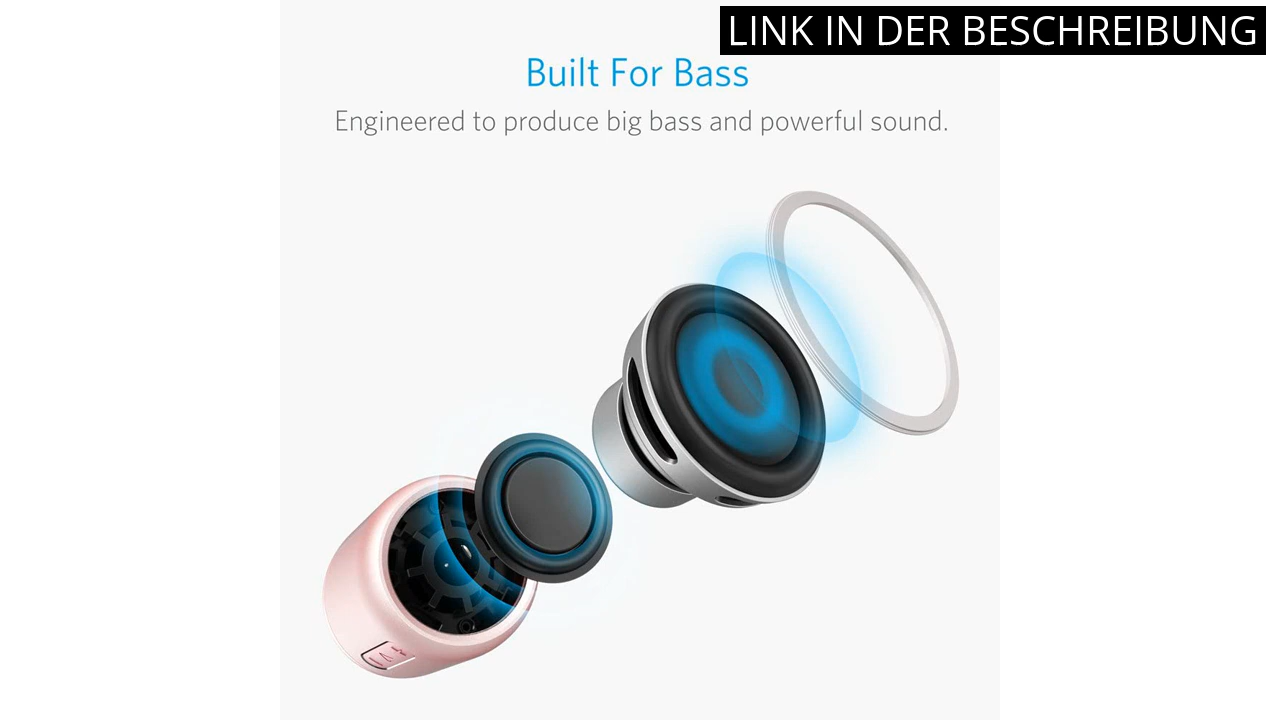 LINK IN DER BESCHREIBUNG
Built For Bass
Engineered to produce big bass and powerful sound.